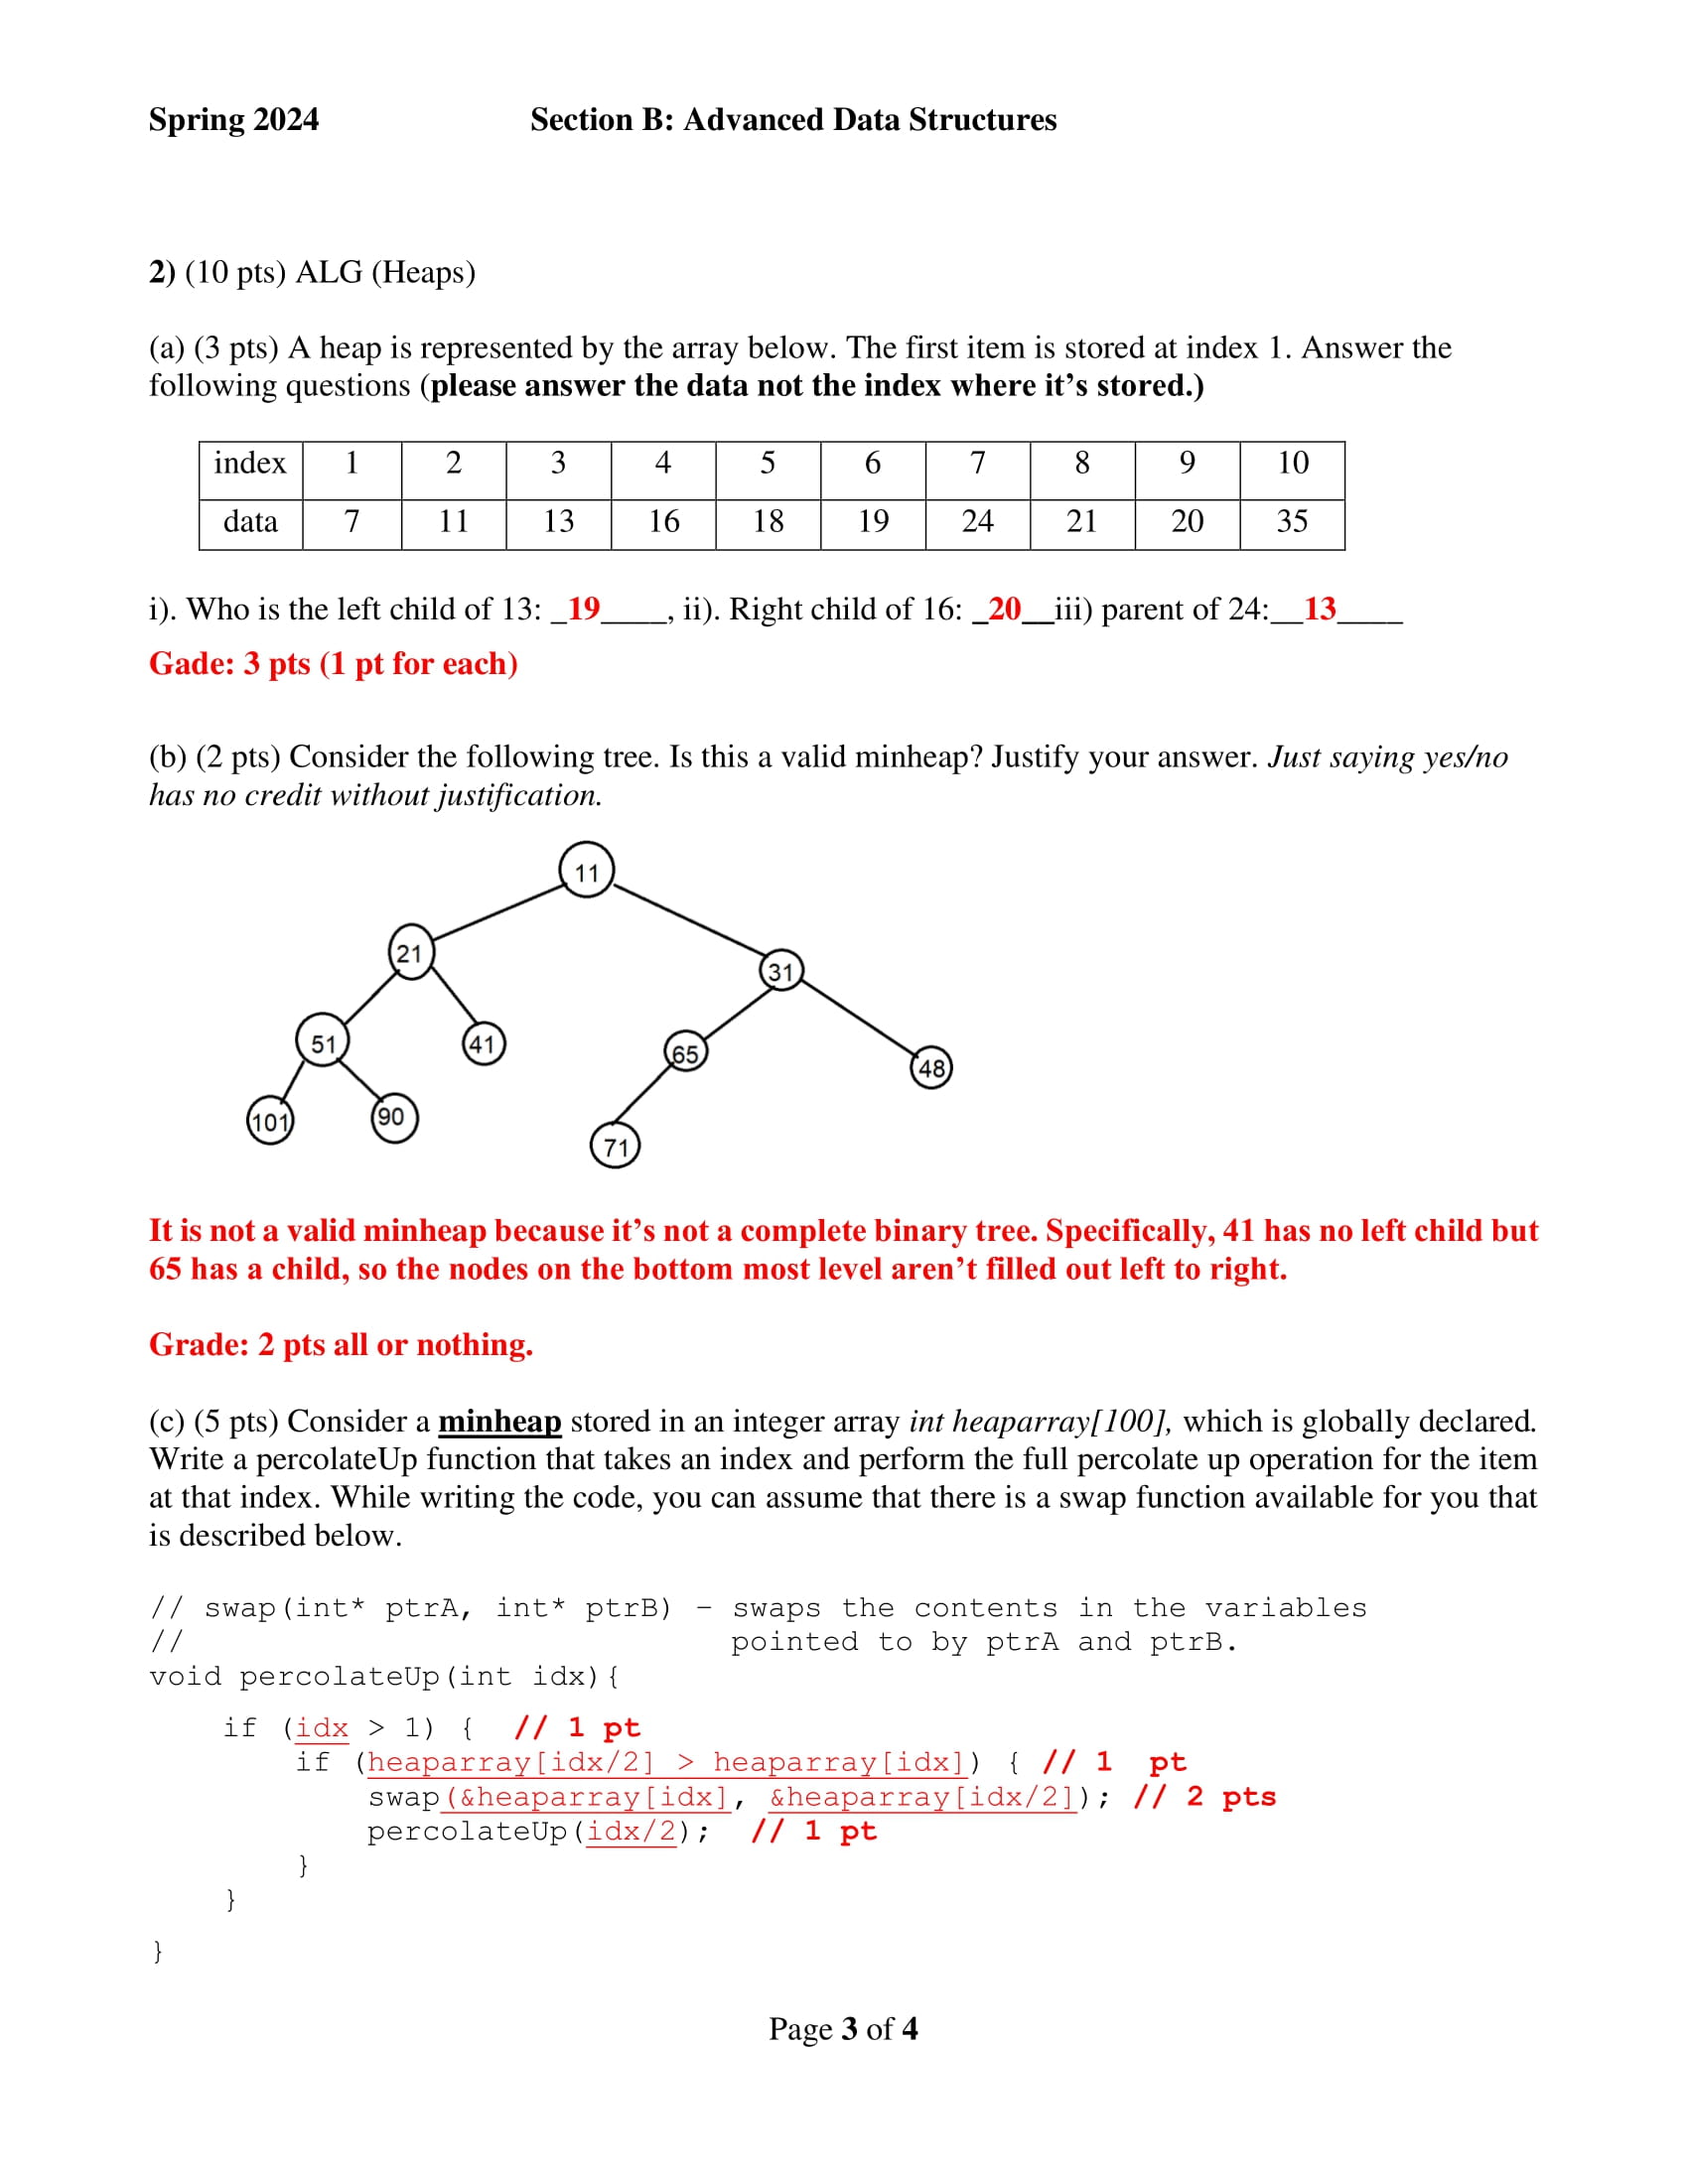 Spring 2024 Section B: Advanced Data Structures
2) (10 pts) ALG (Heaps)
(a) (3 pts) A heap is represented by the array below. The first item is stored at index 1. Answer the
following questions (please answer the data not the index where it's stored.)
index 1 2 3 4 5 6 7 8 9 10
data 7 11 13 16 18 19 24 21 20 35
i). Who is the left child of 13: _19____, ii). Right child of 16: _20__iii) parent of 24:__13____
Gade: 3 pts (1 pt for each)
(b) (2 pts) Consider the following tree. Is this a valid minheap? Justify your answer. Just saying yes/no
has no credit without justification.
11
21
31
51
41
65
48
101
90
71
It is not a valid minheap because it's not a complete binary tree. Specifically, 41 has no left child but
65 has a child, so the nodes on the bottom most level aren't filled out left to right.
Grade: 2 pts all or nothing.
(c) (5 pts) Consider a minheap stored in an integer array int heaparray[100], which is globally declared.
Write a percolateUp function that takes an index and perform the full percolate up operation for the item
at that index. While writing the code, you can assume that there is a swap function available for you that
is described below.
// swap(int* ptrA, int* ptrB) – swaps the contents in the variables
// pointed to by ptrA and ptrB.
void percolateUp(int idx){
if (idx > 1) { // 1 pt
if (heaparray[idx/2] > heaparray[idx]) { // 1 pt
swap(&heaparray[idx], &heaparray[idx/2]); // 2 pts
percolateUp(idx/2); // 1 pt
}
}
}
Page 3 of 4